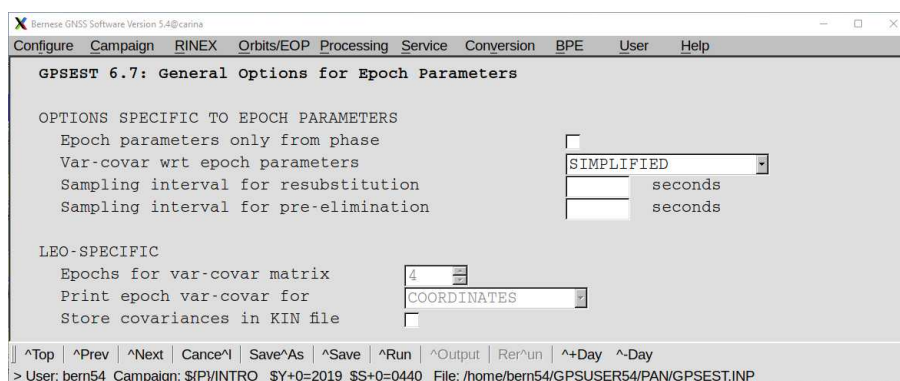 Bernese GNSS Software Version 5.4@carina
Configure Campaign RINEX Orbits/EOP Processing Service Conversion BPE User Help
GPSEST 6.7: General Options for Epoch Parameters
OPTIONS SPECIFIC TO EPOCH PARAMETERS
Epoch parameters only from phase
Var-covar wrt epoch parameters SIMPLIFIED
Sampling interval for resubstitution seconds
Sampling interval for pre-elimination seconds
LEO-SPECIFIC
Epochs for var-covar matrix 4
Print epoch var-covar for COORDINATES
Store covariances in KIN file
^Top | ^Prev | ^Next | Cance^l | Save^As | ^Save | ^Run | ^Output | Rer^un | ^+Day ^-Day
> User: bern54 Campaign: ${P}/INTRO $Y+0=2019 $S+0=0440 File: /home/bern54/GPSUSER54/PAN/GPSEST.INP